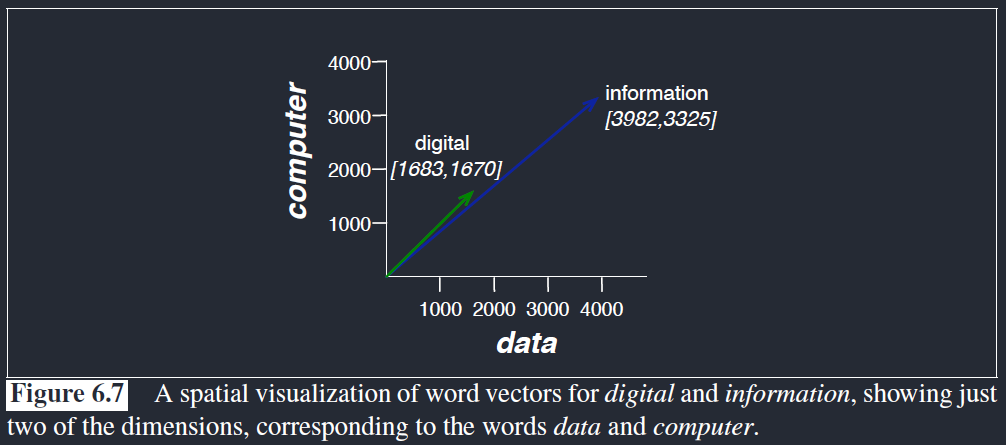 4000
3000
2000
1000
computer
information
[3982,3325]
digital
[1683,1670]
1000 2000 3000 4000
data
Figure 6.7 A spatial visualization of word vectors for digital and information, showing just
two of the dimensions, corresponding to the words data and computer.